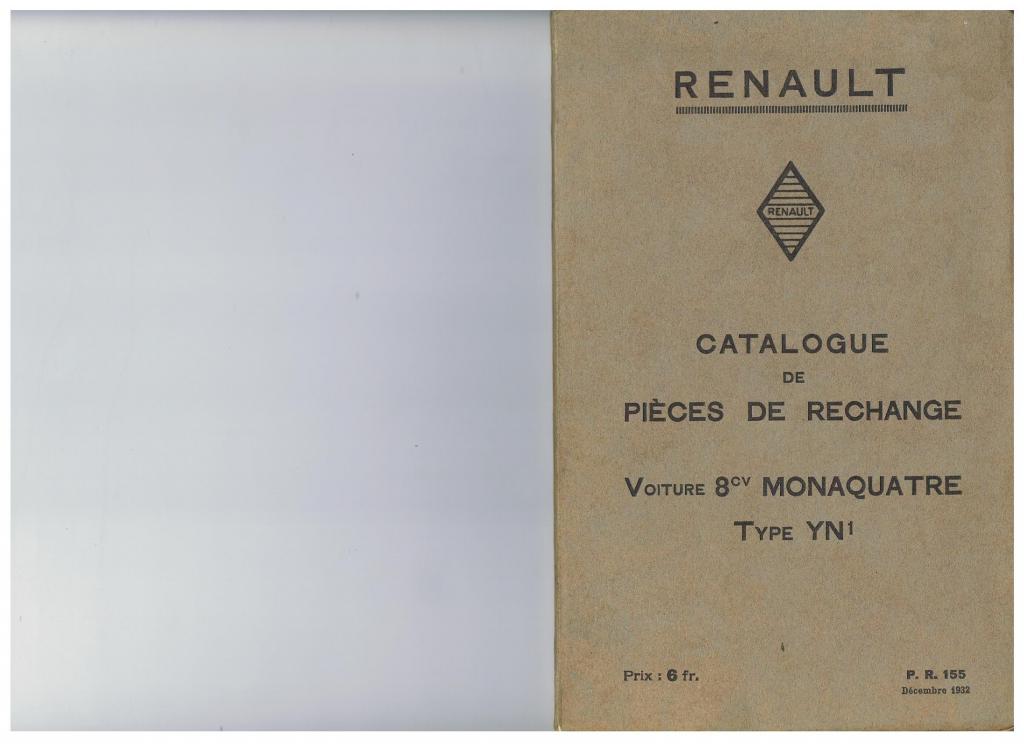 RENAULT
RENAULT
CATALOGUE
DE
PIÈCES DE RECHANGE
VOITURE 8CV MONAQUATRE
TYPE YN1
Prix : 6 fr.
P. R. 155
Décembre 1932